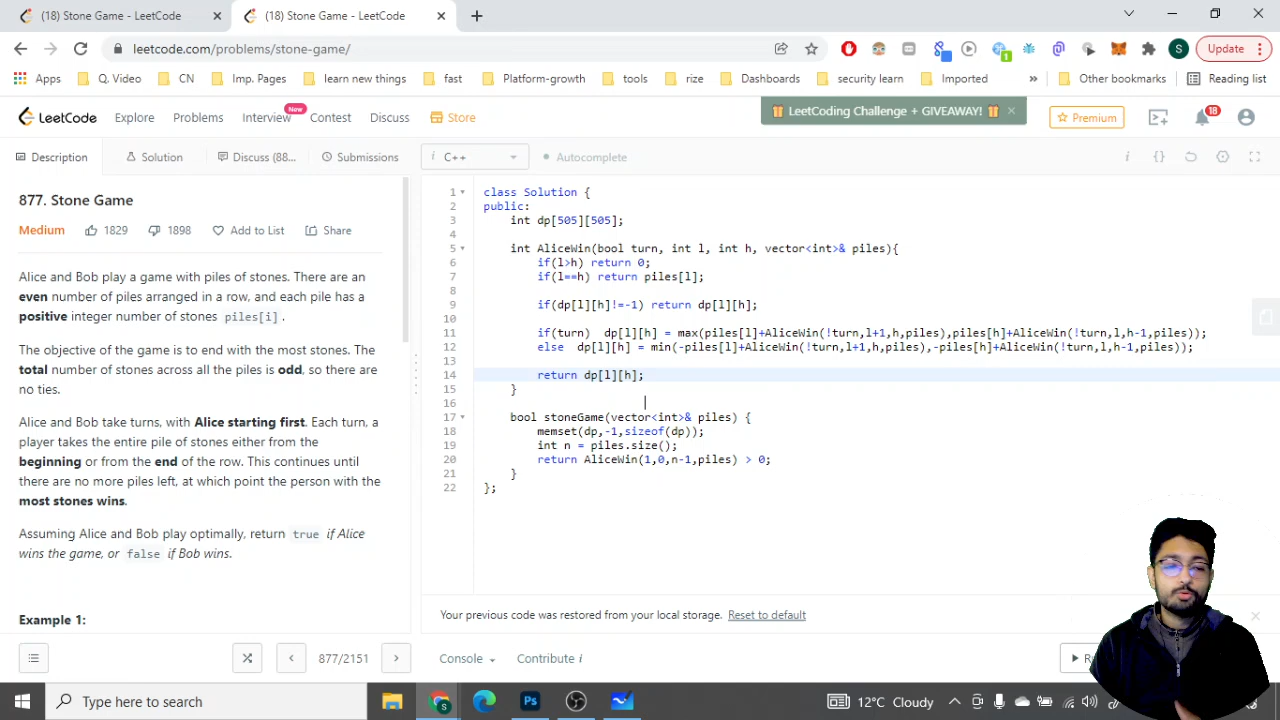 (18) Stone Game - LeetCode
(18) Stone Game - LeetCode
leetcode.com/problems/stone-game/
Update
Apps
Q. Video
CN
Imp. Pages
learn new things
fast
Platform-growth
tools
rize
Dashboards
security learn
Imported
»
Other bookmarks
Reading list
LeetCode
Explore
Problems
Interview
New
Contest
Discuss
Store
LeetCoding Challenge + GIVEAWAY!
Premium
18
Description
Solution
Discuss (88...
Submissions
C++
Autocomplete
877. Stone Game
Medium
1829
1898
Add to List
Share
Alice and Bob play a game with piles of stones. There are an
even number of piles arranged in a row, and each pile has a
positive integer number of stones piles[i] .
The objective of the game is to end with the most stones. The
total number of stones across all the piles is odd, so there are
no ties.
Alice and Bob take turns, with Alice starting first. Each turn, a
player takes the entire pile of stones either from the
beginning or from the end of the row. This continues until
there are no more piles left, at which point the person with the
most stones wins.
Assuming Alice and Bob play optimally, return true if Alice
wins the game, or false if Bob wins.
Example 1:
877/2151
1 class Solution {
2 public:
3 int dp[505][505];
4
5 int AliceWin(bool turn, int l, int h, vector<int>& piles){
6 if(l>h) return 0;
7 if(l==h) return piles[l];
8
9 if(dp[l][h]!=-1) return dp[l][h];
10
11 if(turn) dp[l][h] = max(piles[l]+AliceWin(!turn,l+1,h,piles),piles[h]+AliceWin(!turn,l,h-1,piles));
12 else dp[l][h] = min(-piles[l]+AliceWin(!turn,l+1,h,piles),-piles[h]+AliceWin(!turn,l,h-1,piles));
13
14 return dp[l][h];
15 }
16
17 bool stoneGame(vector<int>& piles) {
18 memset(dp,-1,sizeof(dp));
19 int n = piles.size();
20 return AliceWin(1,0,n-1,piles) > 0;
21 }
22 };
Your previous code was restored from your local storage. Reset to default
Console
Contribute i
Type here to search
12°C Cloudy